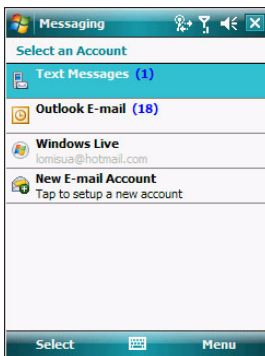 Messaging
Select an Account
Text Messages (1)
Outlook E-mail (18)
Windows Live
lomisua@hotmail.com
New E-mail Account
Tap to setup a new account
Select Menu